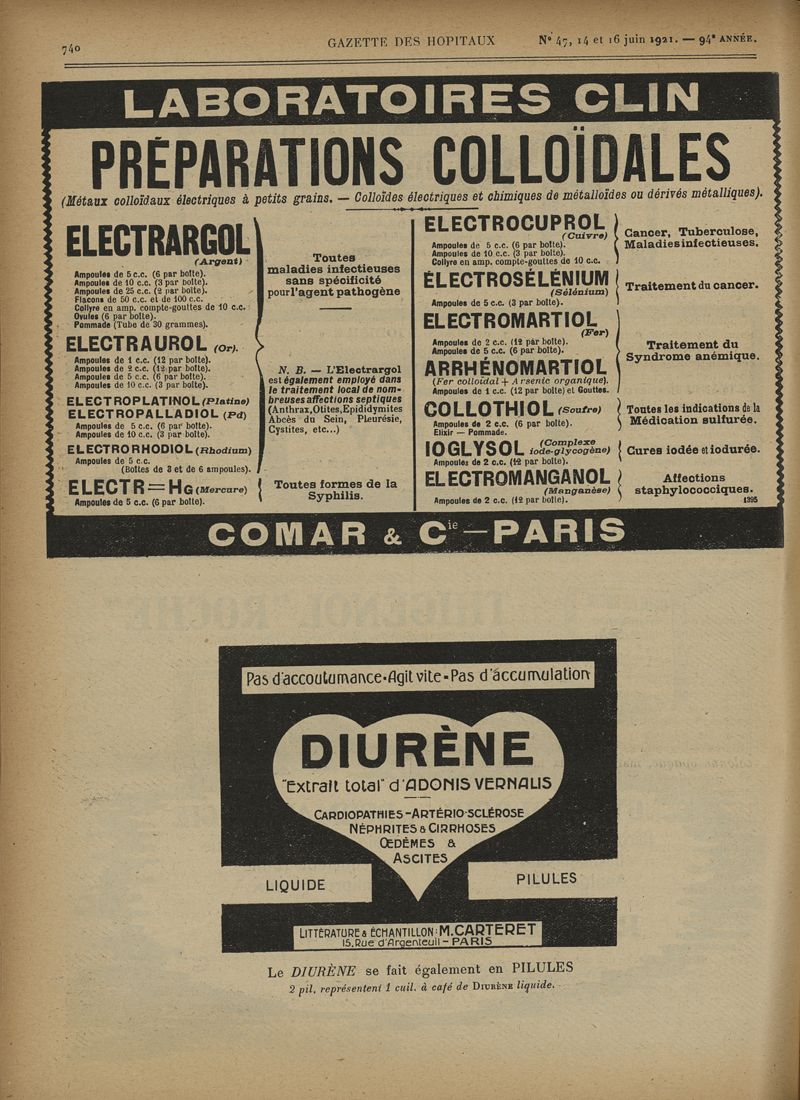 740
GAZETTE DES HOPITAUX
N° 47, 14 et 16 juin 1921. — 94e ANNÉE.
LABORATOIRES CLIN
PRÉPARATIONS COLLOÏDALES
(Métaux colloïdaux électriques à petits grains. — Colloïdes électriques et chimiques de métalloïdes ou dérivés métalliques).
ELECTRARGOL
(Argent)
Ampoules de 5 c.c. (6 par boîte).
Ampoules de 10 c.c. (3 par boîte).
Ampoules de 25 c.c. (2 par boîte).
Flacons de 50 c.c. et de 100 c.c.
Collyre en amp. compte-gouttes de 10 c.c.
Ovules (6 par boîte).
Pommade (Tube de 30 grammes).
ELECTRAUROL (Or).
Ampoules de 1 c.c. (12 par boîte).
Ampoules de 2 c.c. (12 par boîte).
Ampoules de 5 c.c. (6 par boîte).
Ampoules de 10 c.c. (3 par boîte).
ELECTROPLATINOL (Platine)
ELECTROPALLADIOL (Pd)
Ampoules de 5 c.c. (6 par boîte).
Ampoules de 10 c.c. (3 par boîte).
ELECTRORHODIOL (Rhodium)
Ampoules de 5 c.c.
(Boîtes de 3 et de 6 ampoules).
Toutes
maladies infectieuses
sans spécificité
pour l'agent pathogène
N. B. — L'Electrargol
est également employé dans
le traitement local de nom-
breuses affections septiques
(Anthrax, Otites, Epididymites
Abcès du Sein, Pleurésie,
Cystites, etc...)
ELECTR=Hg (Mercure)
Ampoules de 5 c.c. (6 par boîte).
Toutes formes de la
Syphilis.
ELECTROCUPROL
(Cuivre)
Ampoules de 5 c.c. (6 par boîte).
Ampoules de 10 c.c. (3 par boîte).
Collyre en amp. compte-gouttes de 10 c.c.
Cancer, Tuberculose,
Maladies infectieuses.
ÉLECTROSÉLÉNIUM
(Sélénium)
Ampoules de 5 c.c. (3 par boîte).
Traitement du cancer.
ELECTROMARTIOL
(Fer)
Ampoules de 2 c.c. (12 par boîte).
Ampoules de 5 c.c. (6 par boîte).
ARRHÉNOMARTIOL
(Fer colloïdal + Arsenic organique).
Ampoules de 1 c.c. (12 par boîte) et Gouttes.
Traitement du
Syndrome anémique.
COLLOTHIOL (Soufre)
Ampoules de 2 c.c. (6 par boîte).
Elixir — Pommade.
Toutes les indications de la
Médication sulfurée.
IOGLYSOL (Complexe
iodo-glycogène)
Ampoules de 2 c.c. (12 par boîte).
Cures iodée et iodurée.
ELECTROMANGANOL
(Manganèse)
Ampoules de 2 c.c. (12 par boîte).
Affections
staphylococciques.
1395
COMAR & Cie — PARIS
Pas d'accoutumance • Agit vite • Pas d'accumulation
DIURÈNE
"Extrait total" d'ADONIS VERNALIS
CARDIOPATHIES - ARTÉRIO-SCLÉROSE
NÉPHRITES & CIRRHOSES
ŒDÈMES &
ASCITES
LIQUIDE
PILULES
LITTÉRATURE & ÉCHANTILLON : M. CARTERET
15, Rue d'Argenteuil — PARIS
Le DIURÈNE se fait également en PILULES
2 pil. représentent 1 cuil. à café de DIURÈNE liquide.